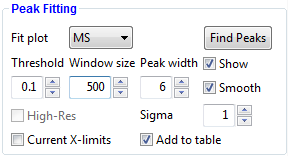 Peak Fitting
Fit plot MS Find Peaks
Threshold Window size Peak width Show
0.1 500 6 Smooth
High-Res Sigma 1
Current X-limits Add to table